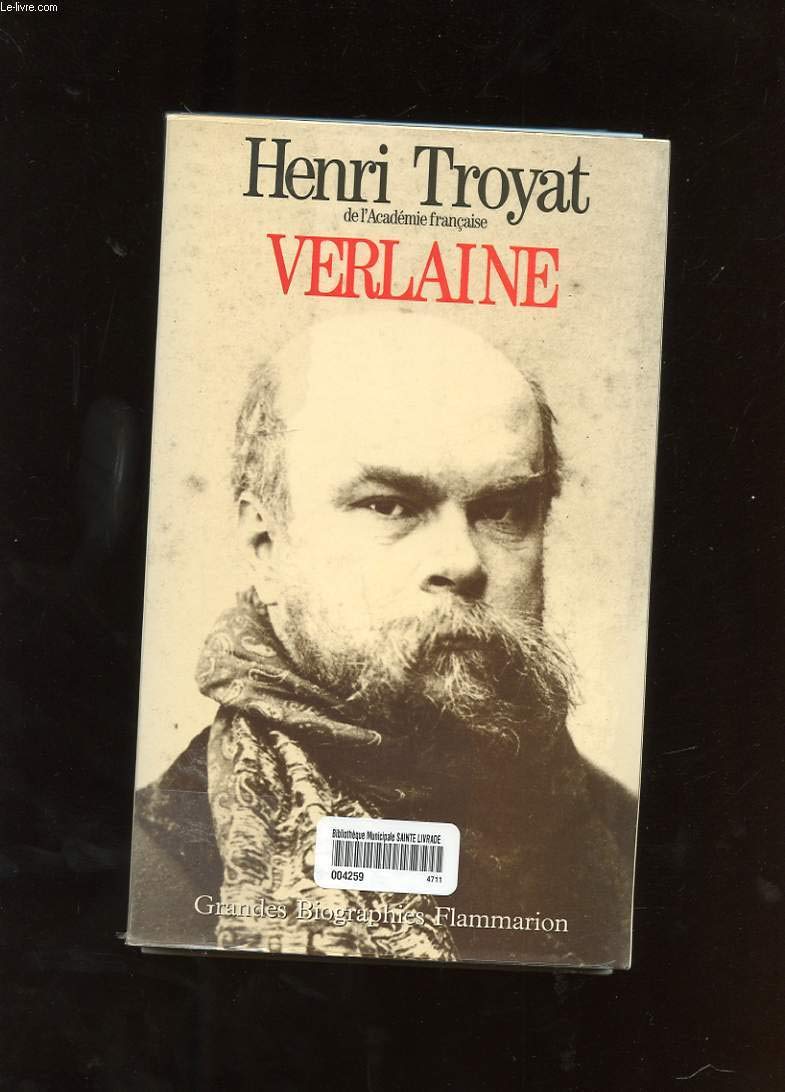 Le-livre.com
Henri Troyat
de l'Académie française
VERLAINE
Bibliothèque Municipale SAINTE LIVRADE
004259 4711
Grandes Biographies Flammarion